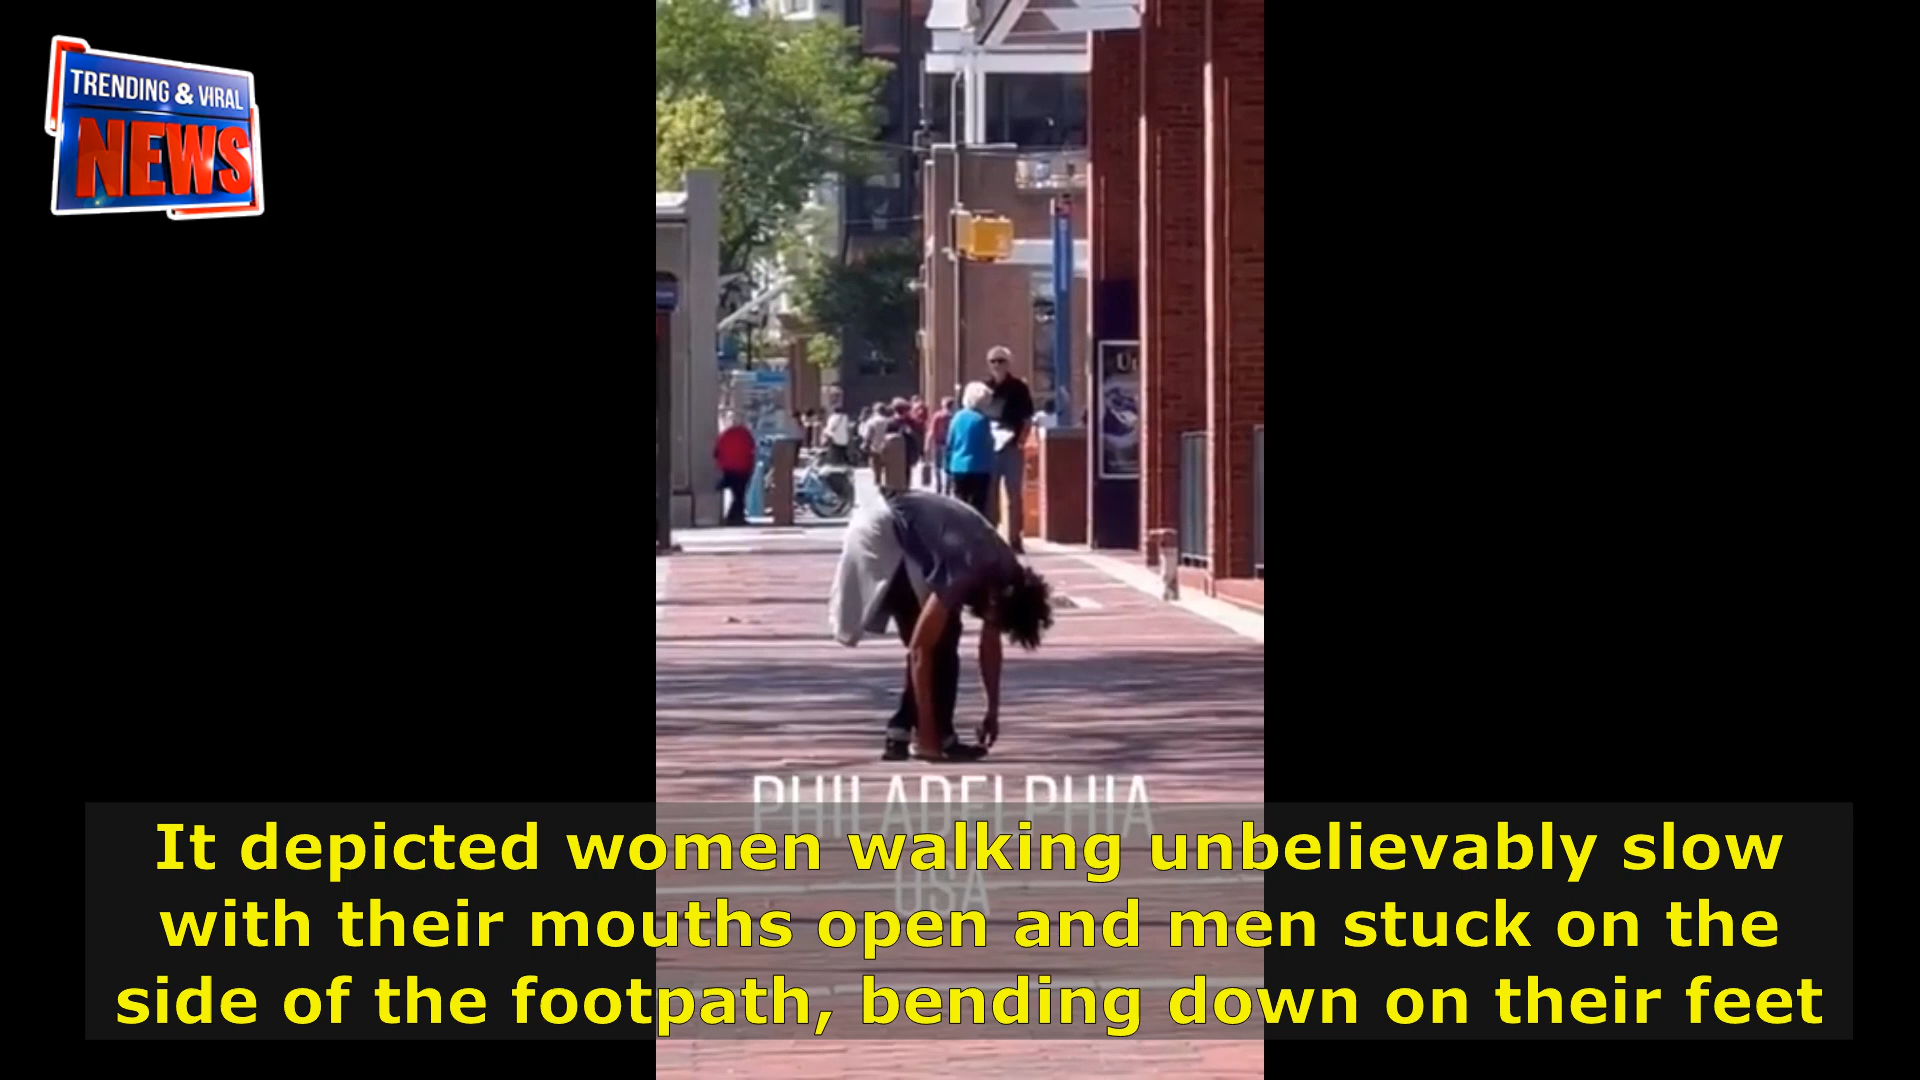 TRENDING & VIRAL
NEWS
Un
PHILADELPHIA
USA
It depicted women walking unbelievably slow
with their mouths open and men stuck on the
side of the footpath, bending down on their feet